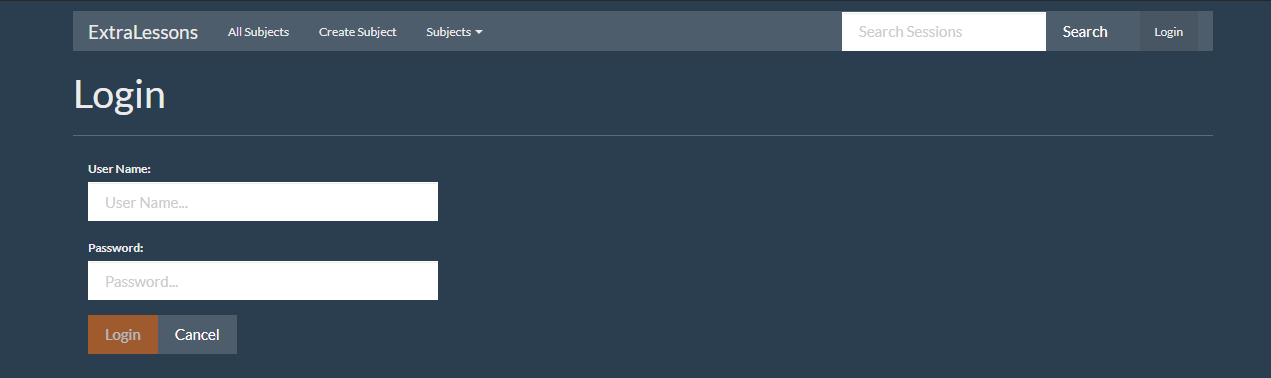 ExtraLessons All Subjects Create Subject Subjects Search Sessions Search Login
Login
User Name:
User Name...
Password:
Password...
Login Cancel